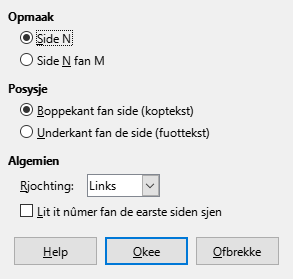 Opmaak
Side N
Side N fan M
Posysje
Boppekant fan side (koptekst)
Underkant fan de side (fuottekst)
Algemien
Rjochting: Links
Lit it nûmer fan de earste siden sjen
Help Okee Ofbrekke